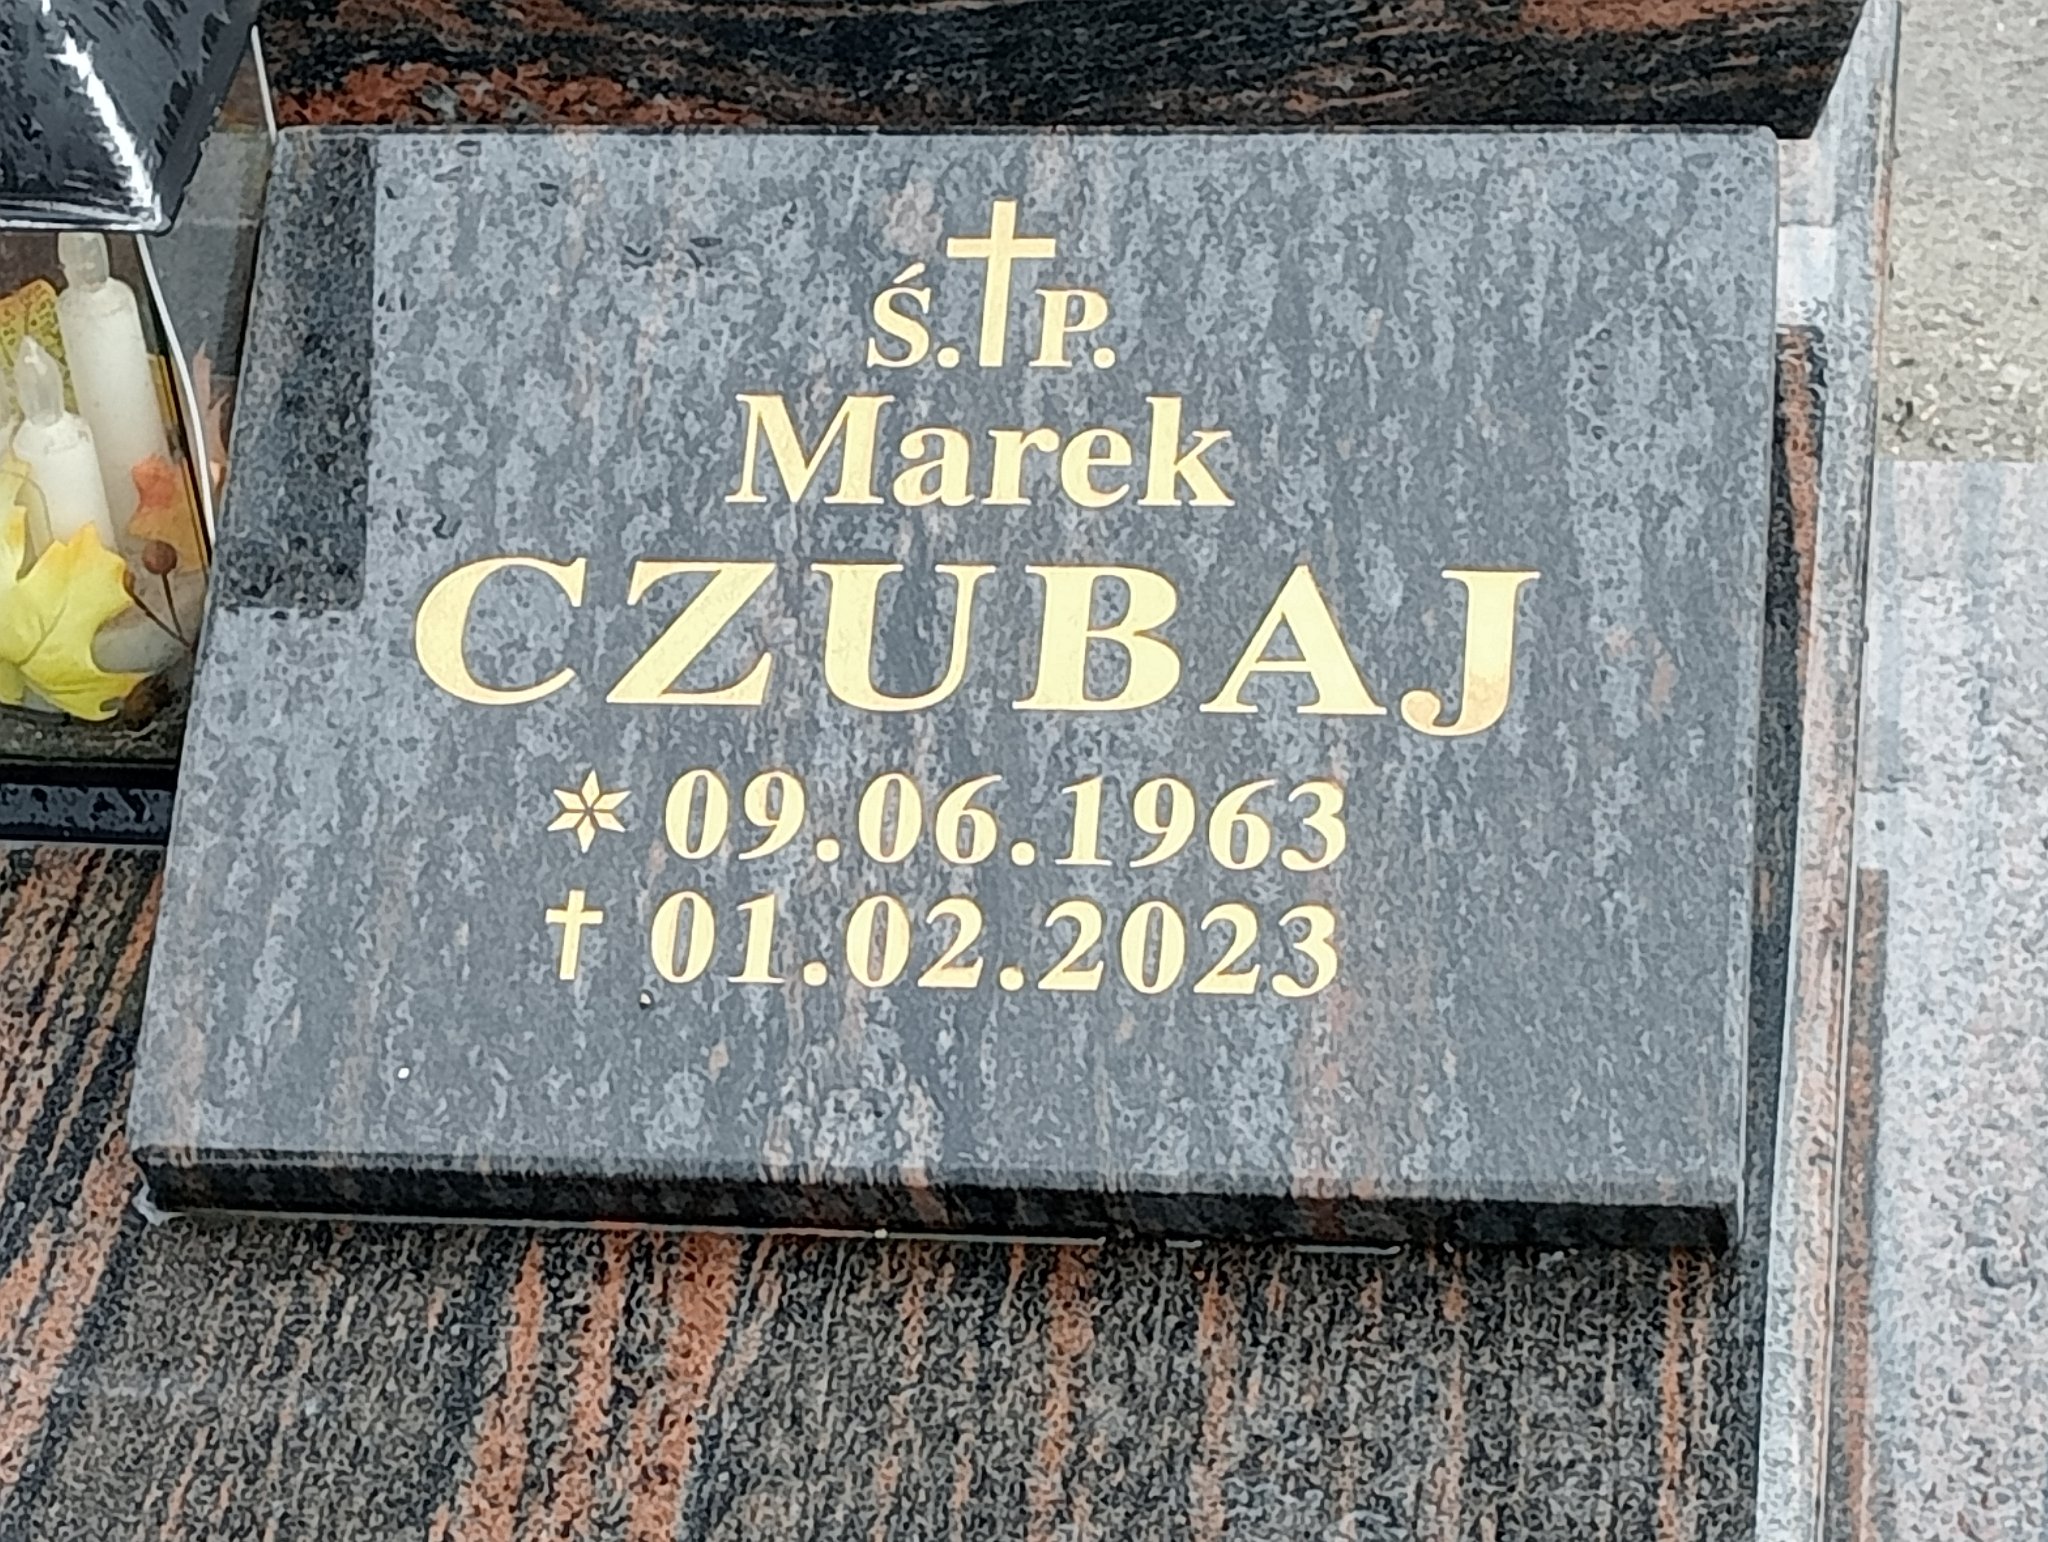 Ś.†P.
Marek
CZUBAJ
* 09.06.1963
† 01.02.2023